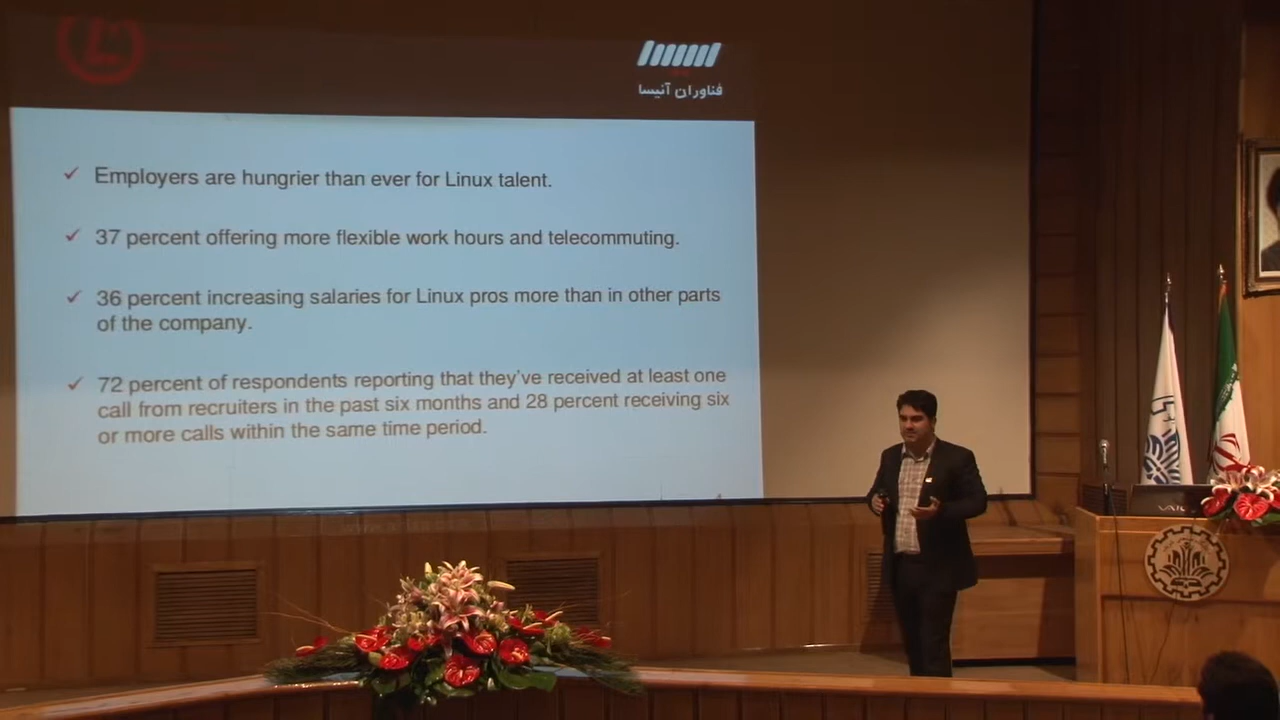 فناوران آنیسا
✓ Employers are hungrier than ever for Linux talent.
✓ 37 percent offering more flexible work hours and telecommuting.
✓ 36 percent increasing salaries for Linux pros more than in other parts
of the company.
✓ 72 percent of respondents reporting that they've received at least one
call from recruiters in the past six months and 28 percent receiving six
or more calls within the same time period.
VAIO